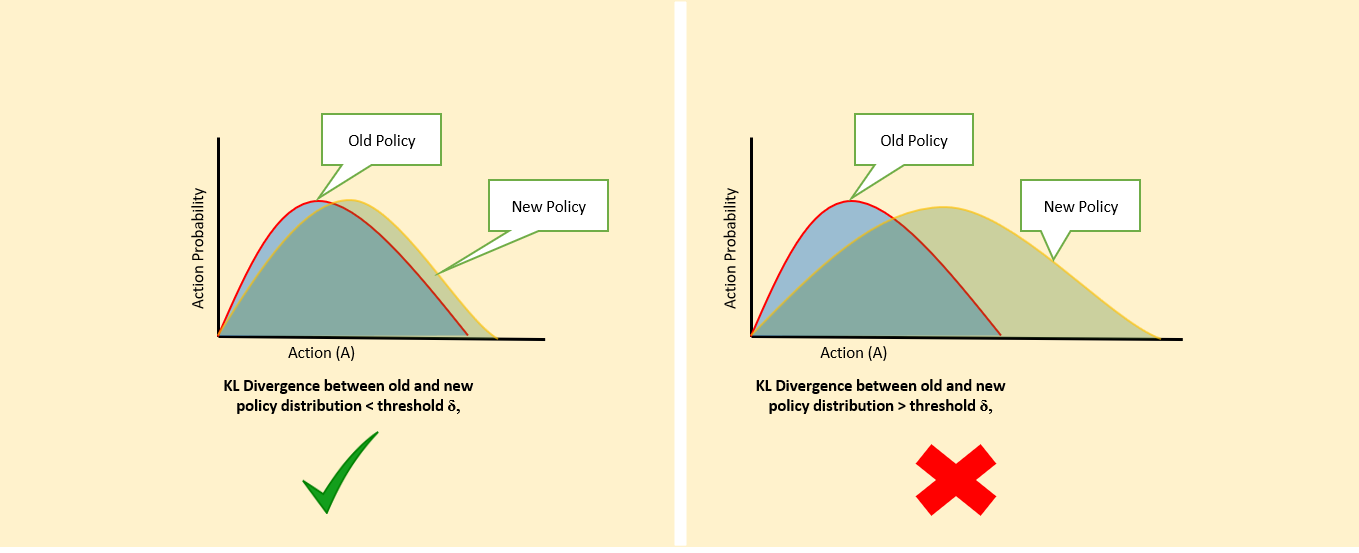 Old Policy
New Policy
Action Probability
Action (A)
KL Divergence between old and new
policy distribution < threshold δ,
Old Policy
New Policy
Action Probability
Action (A)
KL Divergence between old and new
policy distribution > threshold δ,